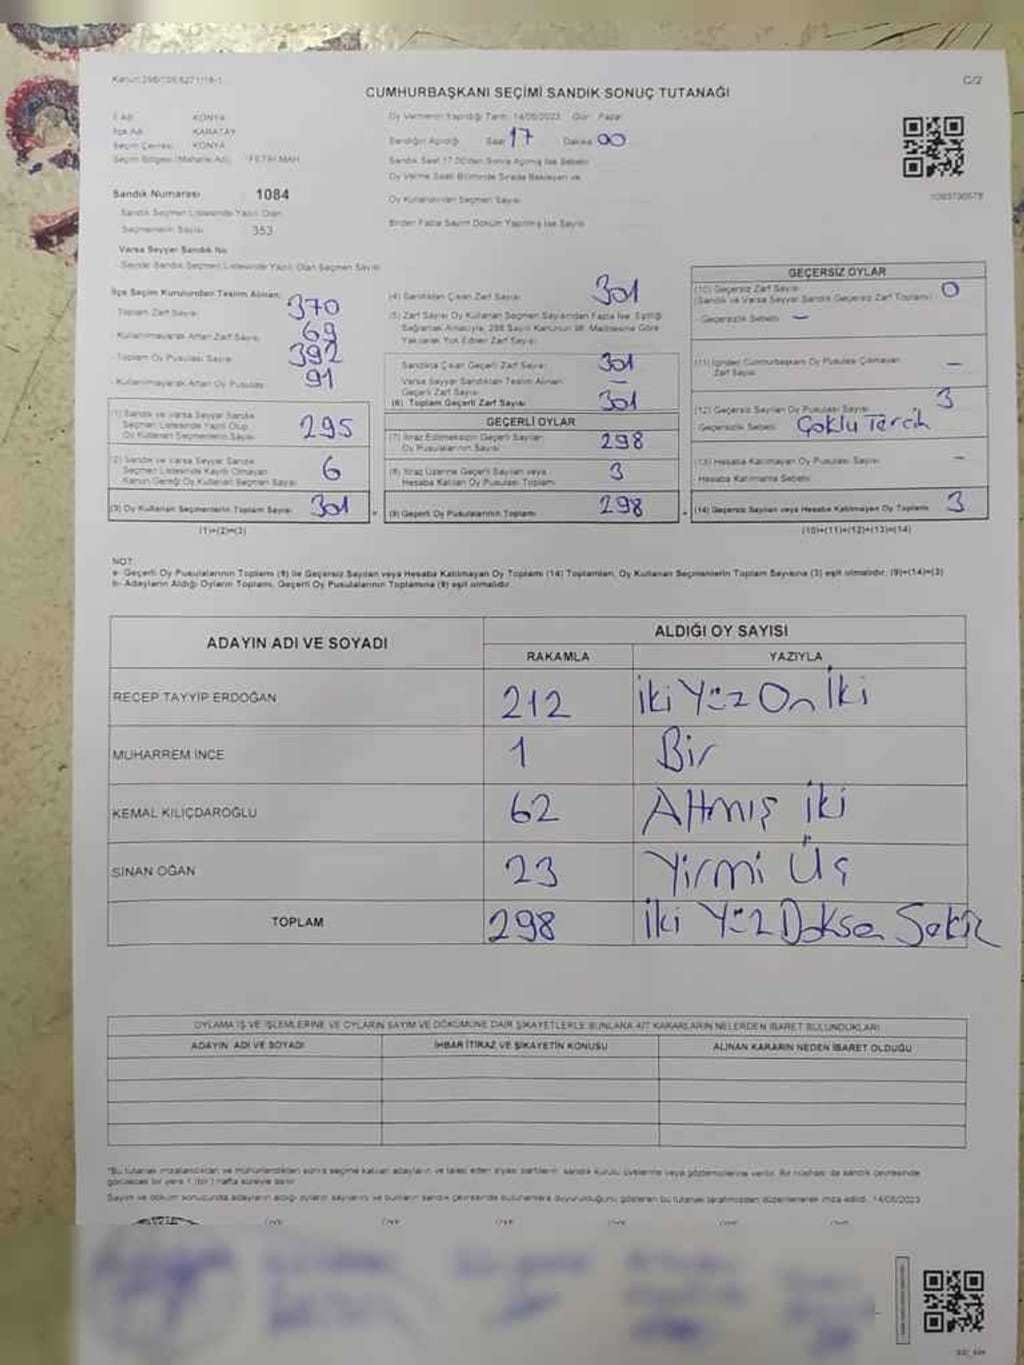 Kanun:298/105 6271/18-1
C/2
CUMHURBAŞKANI SEÇİMİ SANDIK SONUÇ TUTANAĞI
İl Adı KONYA
İlçe Adı KARATAY
Seçim Çevresi KONYA
Seçim Bölgesi (Mahalle Adı) FETİH MAH
Sandık Numarası 1084
Sandık Seçmen Listesinde Yazılı Olan
Seçmenlerin Sayısı 353
Varsa Seyyar Sandık No
Seyyar Sandık Seçmen Listesinde Yazılı Olan Seçmen Sayısı
Oy Vermenin Yapıldığı Tarih: 14/05/2023 Gün: Pazar
Sandığın Açıldığı Saat 17 Dakika 00
Sandık Saat 17.00'den Sonra Açılmış İse Sebebi
Oy Verme Saati Bitiminde Sırada Bekleyen ve
Oy Kullandırılan Seçmen Sayısı
Birden Fazla Sayım Döküm Yapılmış İse Sayısı
İlçe Seçim Kurulundan Teslim Alınan;
Toplam Zarf Sayısı 370
Kullanılmayarak Artan Zarf Sayısı 69
Toplam Oy Pusulası Sayısı 392
Kullanılmayarak Artan Oy Pusulası 91
(1) Sandık ve Varsa Seyyar Sandık
Seçmen Listesinde Yazılı Olup
Oy Kullanan Seçmenlerin Sayısı 295
(2) Sandık ve Varsa Seyyar Sandık
Seçmen Listesinde Kayıtlı Olmayan
Kanun Gereği Oy Kullanan Seçmen Sayısı 6
(3) Oy Kullanan Seçmenlerin Toplam Sayısı 301
(1)+(2)=(3)
(4) Sandıktan Çıkan Zarf Sayısı 301
(5) Zarf Sayısı Oy Kullanan Seçmen Sayısından Fazla İse, Eşitliği
Sağlamak Amacıyla, 298 Sayılı Kanunun 98. Maddesine Göre
Yakılarak Yok Edilen Zarf Sayısı
Sandıkta Çıkan Geçerli Zarf Sayısı 301
Varsa Seyyar Sandıktan Teslim Alınan
Geçerli Zarf Sayısı –
(6) Toplam Geçerli Zarf Sayısı 301
GEÇERLİ OYLAR
(7) İtiraz Edilmeksizin Geçerli Sayılan
Oy Pusulalarının Sayısı 298
(8) İtiraz Üzerine Geçerli Sayılan veya
Hesaba Katılan Oy Pusulası Toplamı 3
(9) Geçerli Oy Pusulalarının Toplamı 298
GEÇERSİZ OYLAR
(10) Geçersiz Zarf Sayısı
(Sandık ve Varsa Seyyar Sandık Geçersiz Zarf Toplamı) 0
Geçersizlik Sebebi –
(11) İçinden Cumhurbaşkanı Oy Pusulası Çıkmayan
Zarf Sayısı –
(12) Geçersiz Sayılan Oy Pusulası Sayısı 3
Geçersizlik Sebebi Çoklu Tercih
(13) Hesaba Katılmayan Oy Pusulası Sayısı –
Hesaba Katılmama Sebebi
(14) Geçersiz Sayılan veya Hesaba Katılmayan Oy Toplamı 3
(10)+(11)+(12)+(13)=(14)
NOT:
a- Geçerli Oy Pusulalarının Toplamı (9) ile Geçersiz Sayılan veya Hesaba Katılmayan Oy Toplamı (14) Toplamları, Oy Kullanan Seçmenlerin Toplam Sayısına (3) eşit olmalıdır. (9)+(14)=(3)
b- Adayların Aldığı Oyların Toplamı, Geçerli Oy Pusulalarının Toplamına (9) eşit olmalıdır.
ADAYIN ADI VE SOYADI
ALDIĞI OY SAYISI
RAKAMLA YAZIYLA
RECEP TAYYİP ERDOĞAN 212 İki Yüz On İki
MUHARREM İNCE 1 Bir
KEMAL KILIÇDAROĞLU 62 Altmış iki
SİNAN OĞAN 23 Yirmi Üç
TOPLAM 298 İki Yüz Doksan Sekiz
OYLAMA İŞ VE İŞLEMLERİNE VE OYLARIN SAYIM VE DÖKÜMÜNE DAİR ŞİKAYETLERLE BUNLARA AİT KARARLARIN NELERDEN İBARET BULUNDUKLARI
ADAYIN ADI VE SOYADI İHBAR İTİRAZ VE ŞİKAYETİN KONUSU ALINAN KARARIN NEDEN İBARET OLDUĞU
*Bu tutanak imzalandıktan ve mühürlendikten sonra seçime katılan adayların ve talep eden siyasi partilerin, sandık kurulu üyelerine veya gözlemcilerine verilir. Bir nüshası da sandık çevresinde
görülecek bir yere 1 (bir) hafta süreyle asılır.
Sayım ve döküm sonucunda adayların aldığı oyların sayılarını ve bunların sandık çevresinde bulunanlara duyurulduğunu gösteren bu tutanak tarafımızdan düzenlenerek imza edildi. 14/05/2023